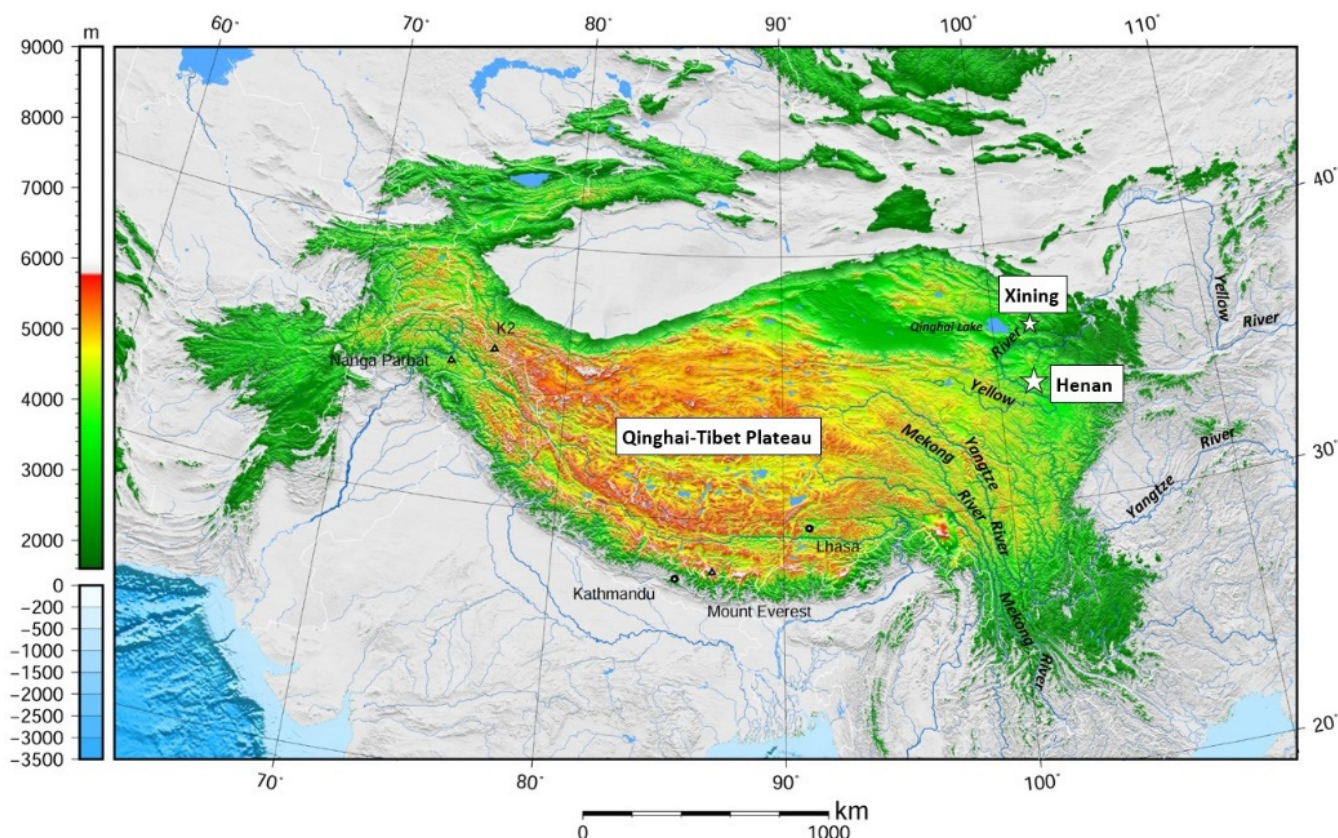 60° 70° 80° 90° 100° 110°
m
9000
8000
7000
6000
5000
4000
3000
2000
0
−200
−500
−1000
−1500
−2000
−2500
−3000
−3500
40°
30°
20°
Xining
Qinghai Lake
River
Yellow
River
K2
Nanga Parbat
Henan
Yellow
Qinghai-Tibet Plateau
Mekong
Yangtze
River
River
River
Yangtze
Lhasa
Kathmandu
Mount Everest
Mekong
River
70° 80° 90° 100°
km
0 1000